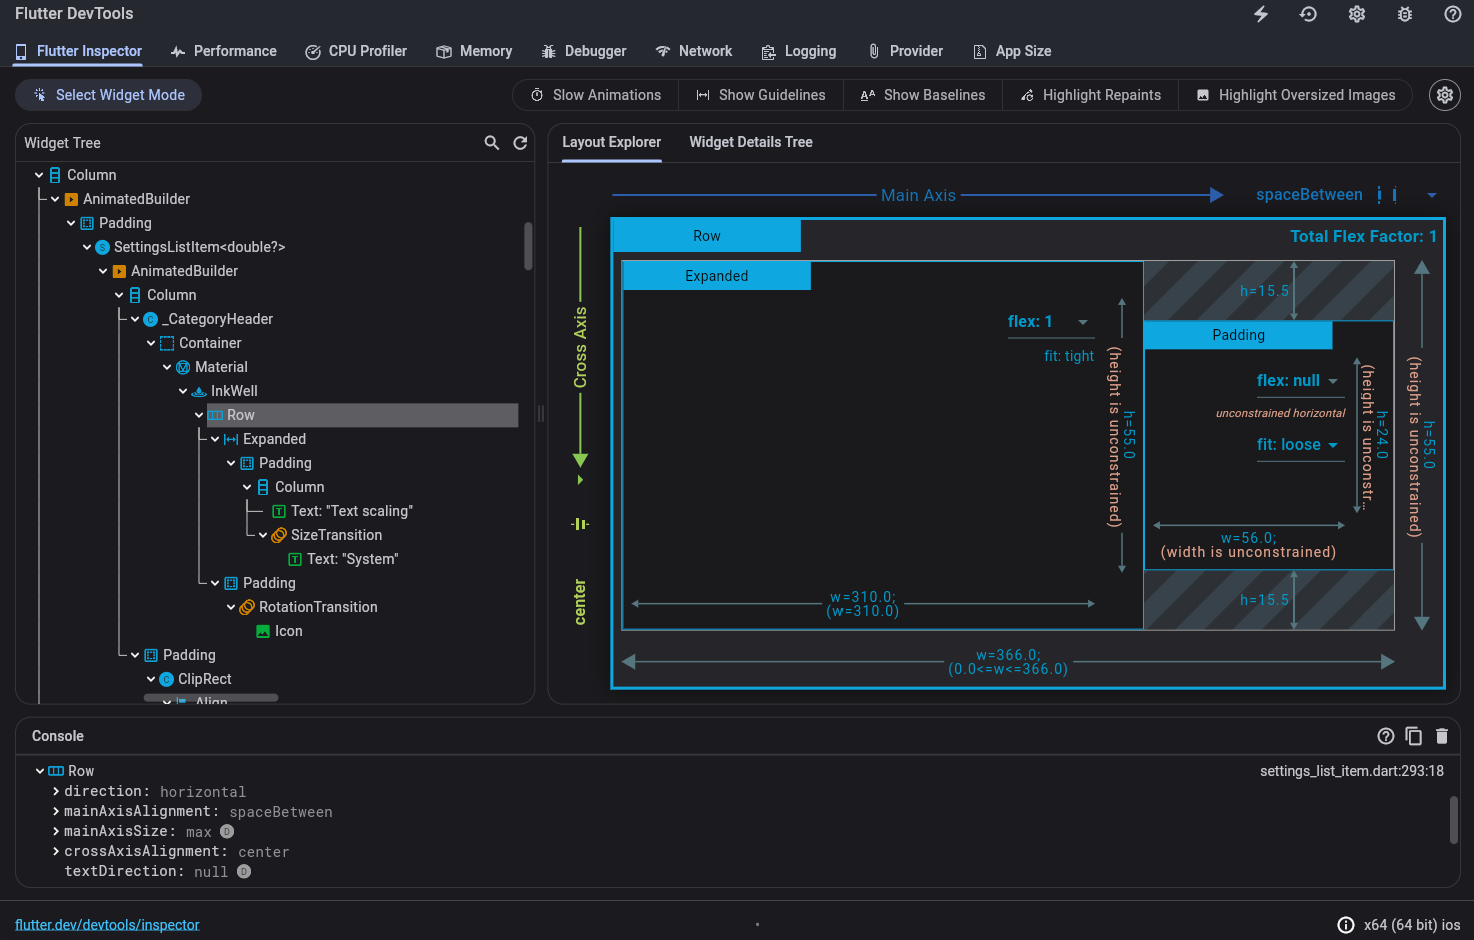 Flutter DevTools
Flutter Inspector Performance CPU Profiler Memory Debugger Network Logging Provider App Size
Select Widget Mode Slow Animations Show Guidelines Show Baselines Highlight Repaints Highlight Oversized Images
Widget Tree
Column
AnimatedBuilder
Padding
SettingsListItem<double?>
AnimatedBuilder
Column
_CategoryHeader
Container
Material
InkWell
Row
Expanded
Padding
Column
Text: "Text scaling"
SizeTransition
Text: "System"
Padding
RotationTransition
Icon
Padding
ClipRect
Align
Layout Explorer Widget Details Tree
Main Axis spaceBetween
Cross Axis
center
Row Total Flex Factor: 1
Expanded
flex: 1
fit: tight
h=55.0
(height is unconstrained)
w=310.0;
(w=310.0)
h=15.5
Padding
flex: null
unconstrained horizontal
fit: loose
h=24.0
(height is unconstr...
w=56.0;
(width is unconstrained)
h=15.5
h=55.0
(height is unconstrained)
w=366.0;
(0.0<=w<=366.0)
Console
Row settings_list_item.dart:293:18
direction: horizontal
mainAxisAlignment: spaceBetween
mainAxisSize: max D
crossAxisAlignment: center
textDirection: null D
flutter.dev/devtools/inspector x64 (64 bit) ios